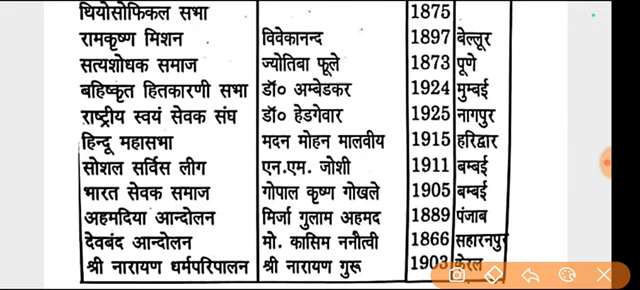 थियोसोफिकल सभा 1875
रामकृष्ण मिशन विवेकानन्द 1897 बेल्लूर
सत्यशोधक समाज ज्योतिबा फूले 1873 पूणे
बहिष्कृत हितकारणी सभा डॉ० अम्बेडकर 1924 मुम्बई
राष्ट्रीय स्वयं सेवक संघ डॉ० हेडगेवार 1925 नागपुर
हिन्दू महासभा मदन मोहन मालवीय 1915 हरिद्वार
सोशल सर्विस लीग एन.एम. जोशी 1911 बम्बई
भारत सेवक समाज गोपाल कृष्ण गोखले 1905 बम्बई
अहमदिया आन्दोलन मिर्जा गुलाम अहमद 1889 पंजाब
देवबंद आन्दोलन मो. कासिम ननौत्वी 1866 सहारनपुर
श्री नारायण धर्मपरिपालन श्री नारायण गुरू 1903 केरल